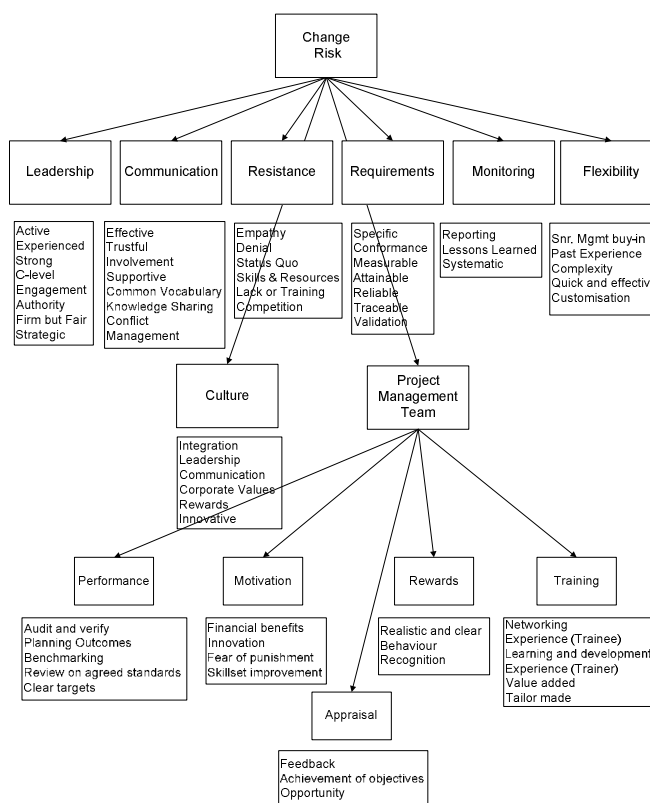 Change
Risk
Leadership
Communication
Resistance
Requirements
Monitoring
Flexibility
Active
Experienced
Strong
C-level
Engagement
Authority
Firm but Fair
Strategic
Effective
Trustful
Involvement
Supportive
Common Vocabulary
Knowledge Sharing
Conflict
Management
Empathy
Denial
Status Quo
Skills & Resources
Lack or Training
Competition
Specific
Conformance
Measurable
Attainable
Reliable
Traceable
Validation
Reporting
Lessons Learned
Systematic
Snr. Mgmt buy-in
Past Experience
Complexity
Quick and effective
Customisation
Culture
Project
Management
Team
Integration
Leadership
Communication
Corporate Values
Rewards
Innovative
Performance
Motivation
Rewards
Training
Audit and verify
Planning Outcomes
Benchmarking
Review on agreed standards
Clear targets
Financial benefits
Innovation
Fear of punishment
Skillset improvement
Realistic and clear
Behaviour
Recognition
Networking
Experience (Trainee)
Learning and development
Experience (Trainer)
Value added
Tailor made
Appraisal
Feedback
Achievement of objectives
Opportunity